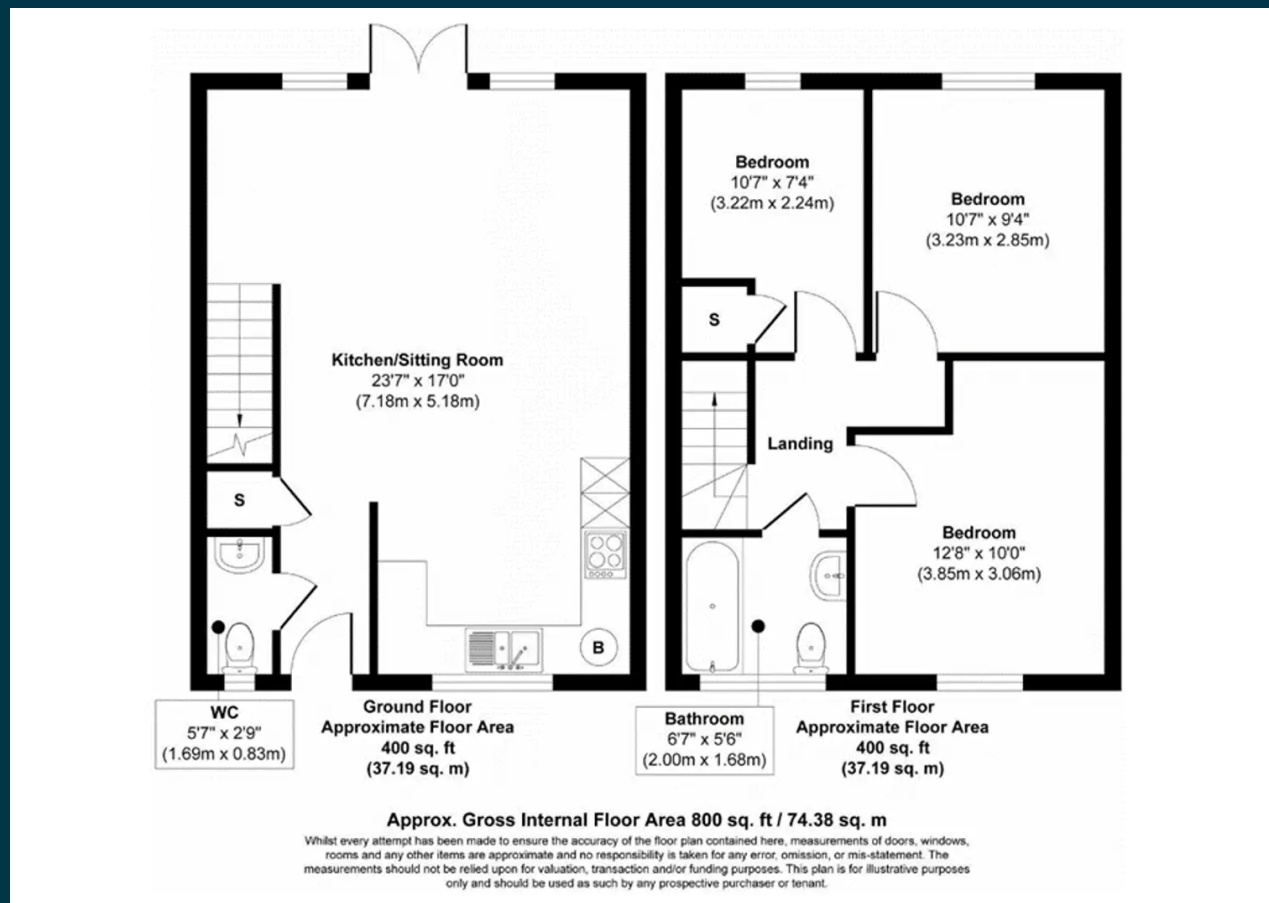 Kitchen/Sitting Room
23'7" x 17'0"
(7.18m x 5.18m)
S
B
WC
5'7" x 2'9"
(1.69m x 0.83m)
Ground Floor
Approximate Floor Area
400 sq. ft
(37.19 sq. m)
Bedroom
10'7" x 7'4"
(3.22m x 2.24m)
Bedroom
10'7" x 9'4"
(3.23m x 2.85m)
S
Landing
Bedroom
12'8" x 10'0"
(3.85m x 3.06m)
Bathroom
6'7" x 5'6"
(2.00m x 1.68m)
First Floor
Approximate Floor Area
400 sq. ft
(37.19 sq. m)
Approx. Gross Internal Floor Area 800 sq. ft / 74.38 sq. m
Whilst every attempt has been made to ensure the accuracy of the floor plan contained here, measurements of doors, windows,
rooms and any other items are approximate and no responsibility is taken for any error, omission, or mis-statement. The
measurements should not be relied upon for valuation, transaction and/or funding purposes. This plan is for illustrative purposes
only and should be used as such by any prospective purchaser or tenant.